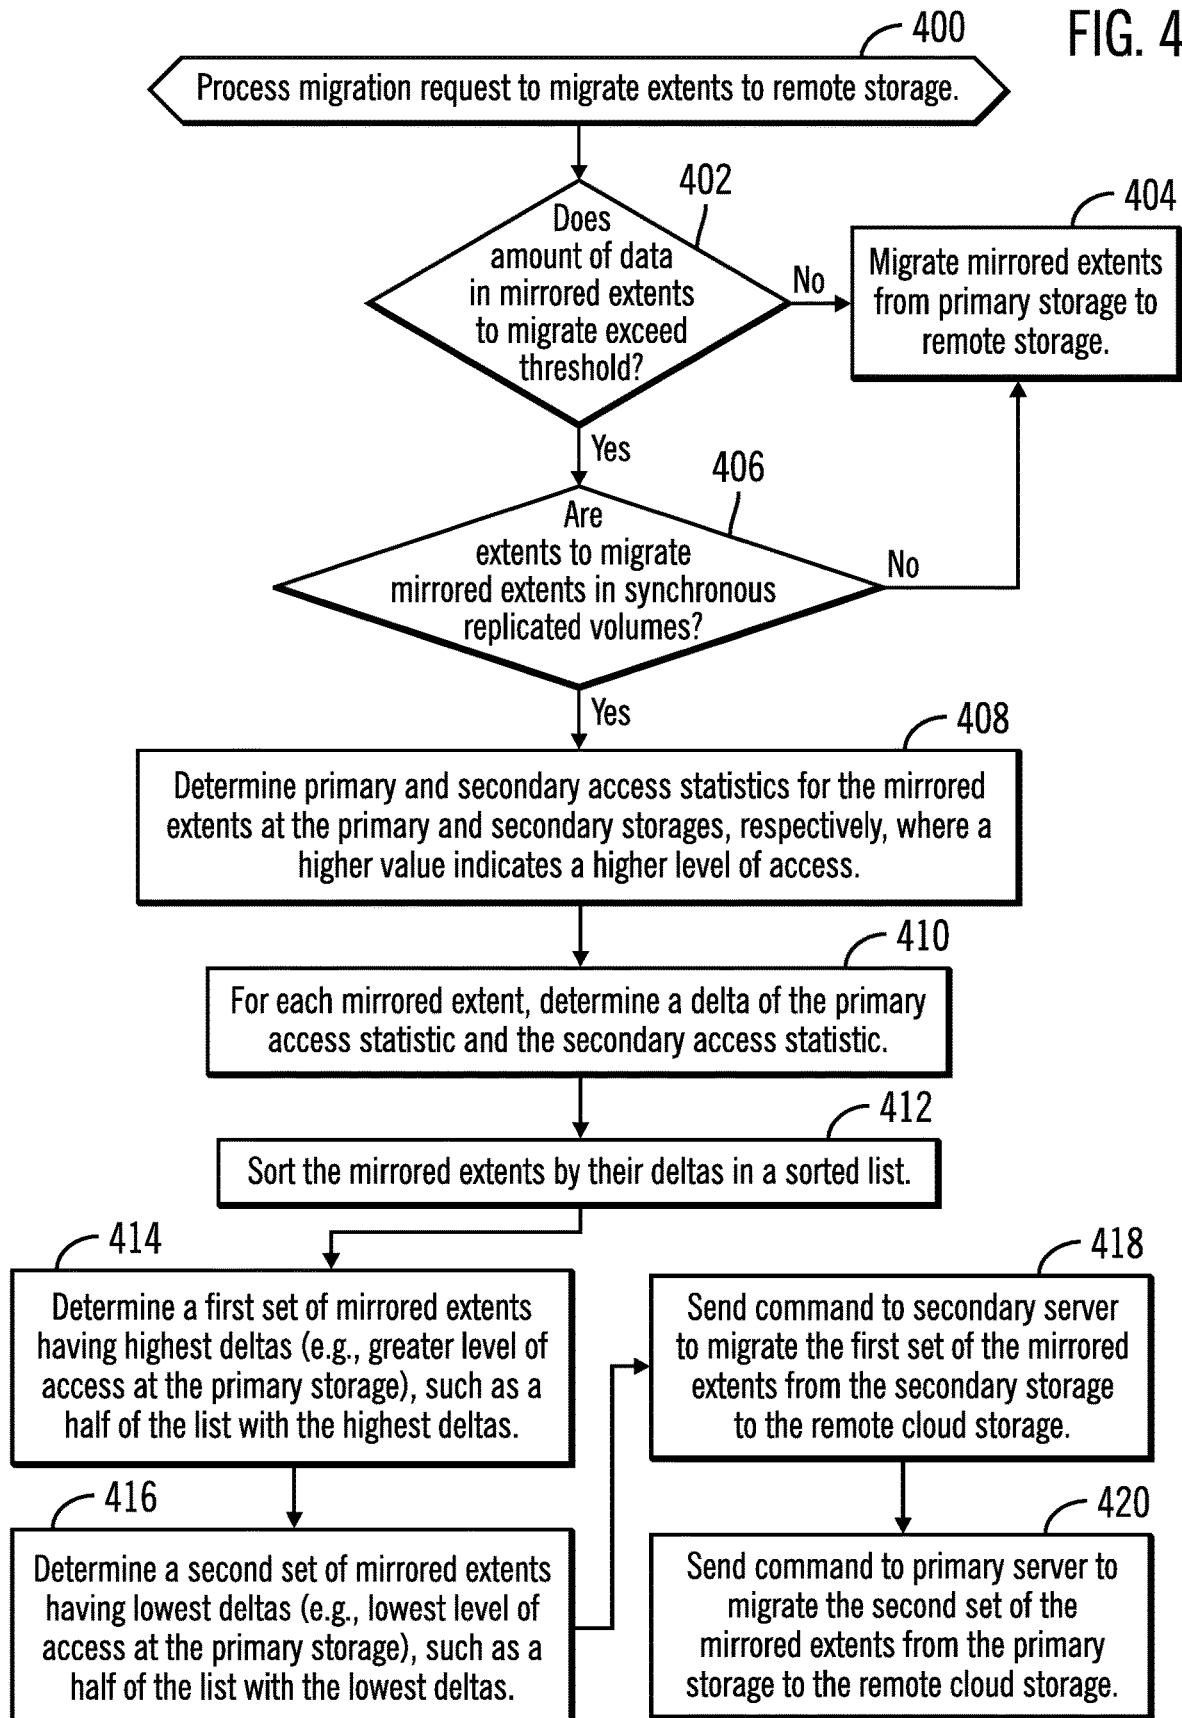 FIG. 4
400
Process migration request to migrate extents to remote storage.
402
Does
amount of data
in mirrored extents
to migrate exceed
threshold?
No
404
Migrate mirrored extents
from primary storage to
remote storage.
Yes
406
Are
extents to migrate
mirrored extents in synchronous
replicated volumes?
No
Yes
408
Determine primary and secondary access statistics for the mirrored
extents at the primary and secondary storages, respectively, where a
higher value indicates a higher level of access.
410
For each mirrored extent, determine a delta of the primary
access statistic and the secondary access statistic.
412
Sort the mirrored extents by their deltas in a sorted list.
414
Determine a first set of mirrored extents
having highest deltas (e.g., greater level of
access at the primary storage), such as a
half of the list with the highest deltas.
416
Determine a second set of mirrored extents
having lowest deltas (e.g., lowest level of
access at the primary storage), such as a
half of the list with the lowest deltas.
418
Send command to secondary server
to migrate the first set of the mirrored
extents from the secondary storage
to the remote cloud storage.
420
Send command to primary server to
migrate the second set of the
mirrored extents from the primary
storage to the remote cloud storage.